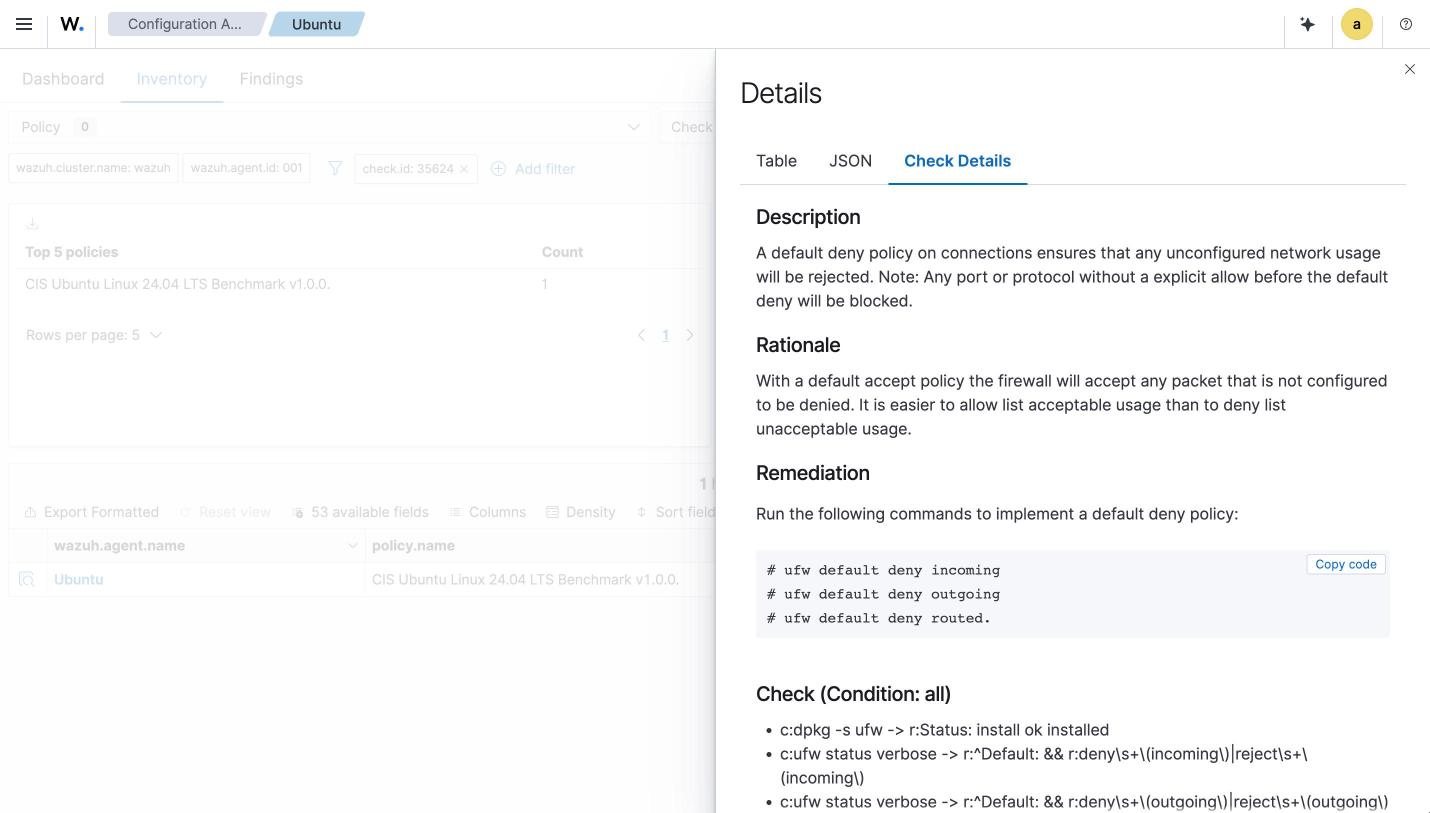 W.
Configuration A...
Ubuntu
a
Dashboard
Inventory
Findings
Policy 0
Check
wazuh.cluster.name: wazuh
wazuh.agent.id: 001
check.id: 35624
Add filter
Top 5 policies
Count
CIS Ubuntu Linux 24.04 LTS Benchmark v1.0.0.
1
Rows per page: 5
1
1
Export Formatted
Reset view
53 available fields
Columns
Density
Sort field
wazuh.agent.name
policy.name
Ubuntu
CIS Ubuntu Linux 24.04 LTS Benchmark v1.0.0.
Details
Table
JSON
Check Details
Description
A default deny policy on connections ensures that any unconfigured network usage
will be rejected. Note: Any port or protocol without a explicit allow before the default
deny will be blocked.
Rationale
With a default accept policy the firewall will accept any packet that is not configured
to be denied. It is easier to allow list acceptable usage than to deny list
unacceptable usage.
Remediation
Run the following commands to implement a default deny policy:
Copy code
# ufw default deny incoming
# ufw default deny outgoing
# ufw default deny routed.
Check (Condition: all)
• c:dpkg -s ufw -> r:Status: install ok installed
• c:ufw status verbose -> r:^Default: && r:deny\s+\(incoming\)|reject\s+\
(incoming\)
• c:ufw status verbose -> r:^Default: && r:deny\s+\(outgoing\)|reject\s+\(outgoing\)